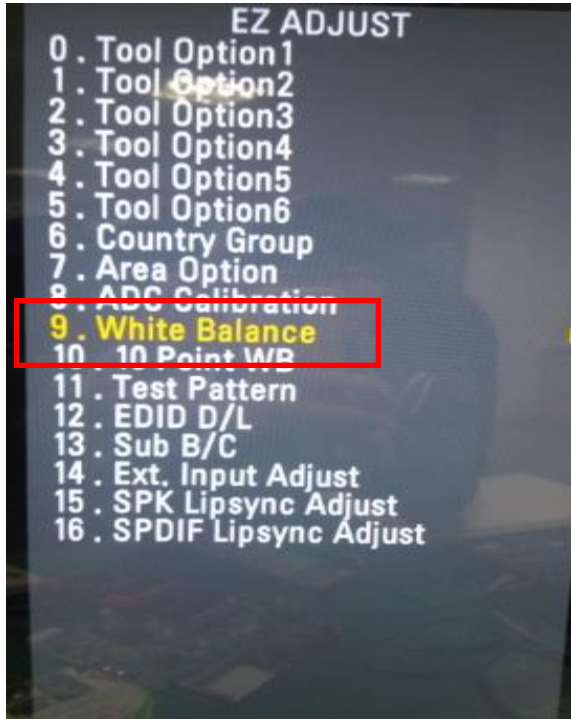 EZ ADJUST
0 . Tool Option1
1 . Tool Option2
2 . Tool Option3
3 . Tool Option4
4 . Tool Option5
5 . Tool Option6
6 . Country Group
7 . Area Option
8 . ADC Calibration
9 . White Balance
10 . 10 Point WB
11 . Test Pattern
12 . EDID D/L
13 . Sub B/C
14 . Ext. Input Adjust
15 . SPK Lipsync Adjust
16 . SPDIF Lipsync Adjust